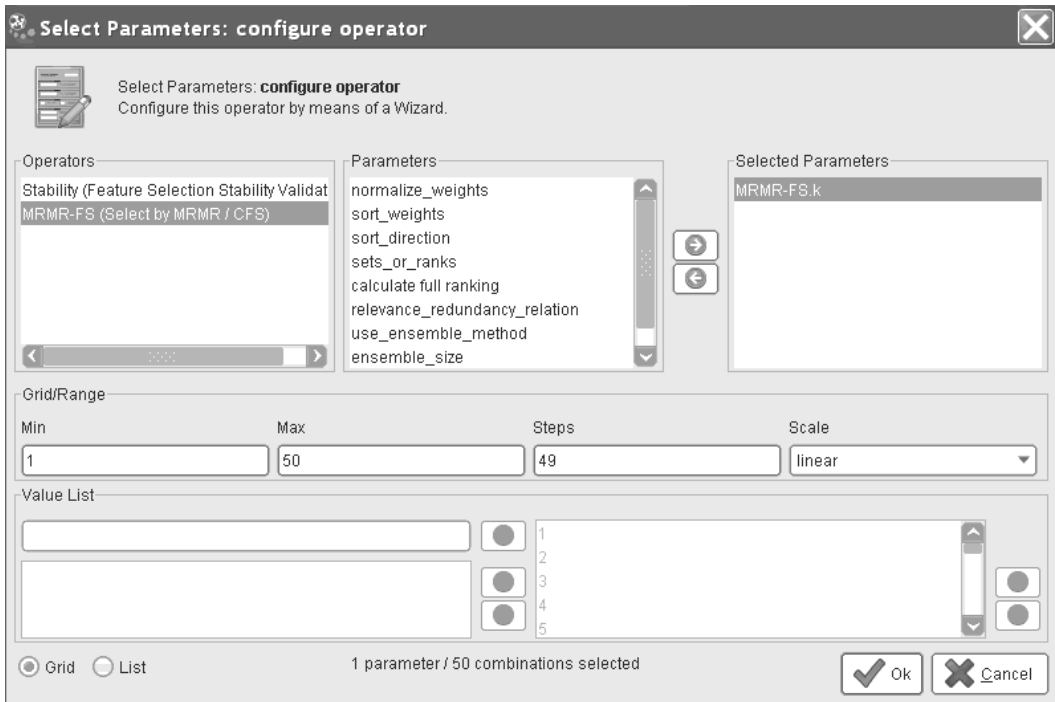 Select Parameters: configure operator
Select Parameters: configure operator
Configure this operator by means of a Wizard.
Operators
Stability (Feature Selection Stability Validat
MRMR-FS (Select by MRMR / CFS)
Parameters
normalize_weights
sort_weights
sort_direction
sets_or_ranks
calculate full ranking
relevance_redundancy_relation
use_ensemble_method
ensemble_size
Selected Parameters
MRMR-FS.k
Grid/Range
Min
Max
Steps
Scale
1
50
49
linear
Value List
1
2
3
4
5
Grid
List
1 parameter / 50 combinations selected
Ok
Cancel